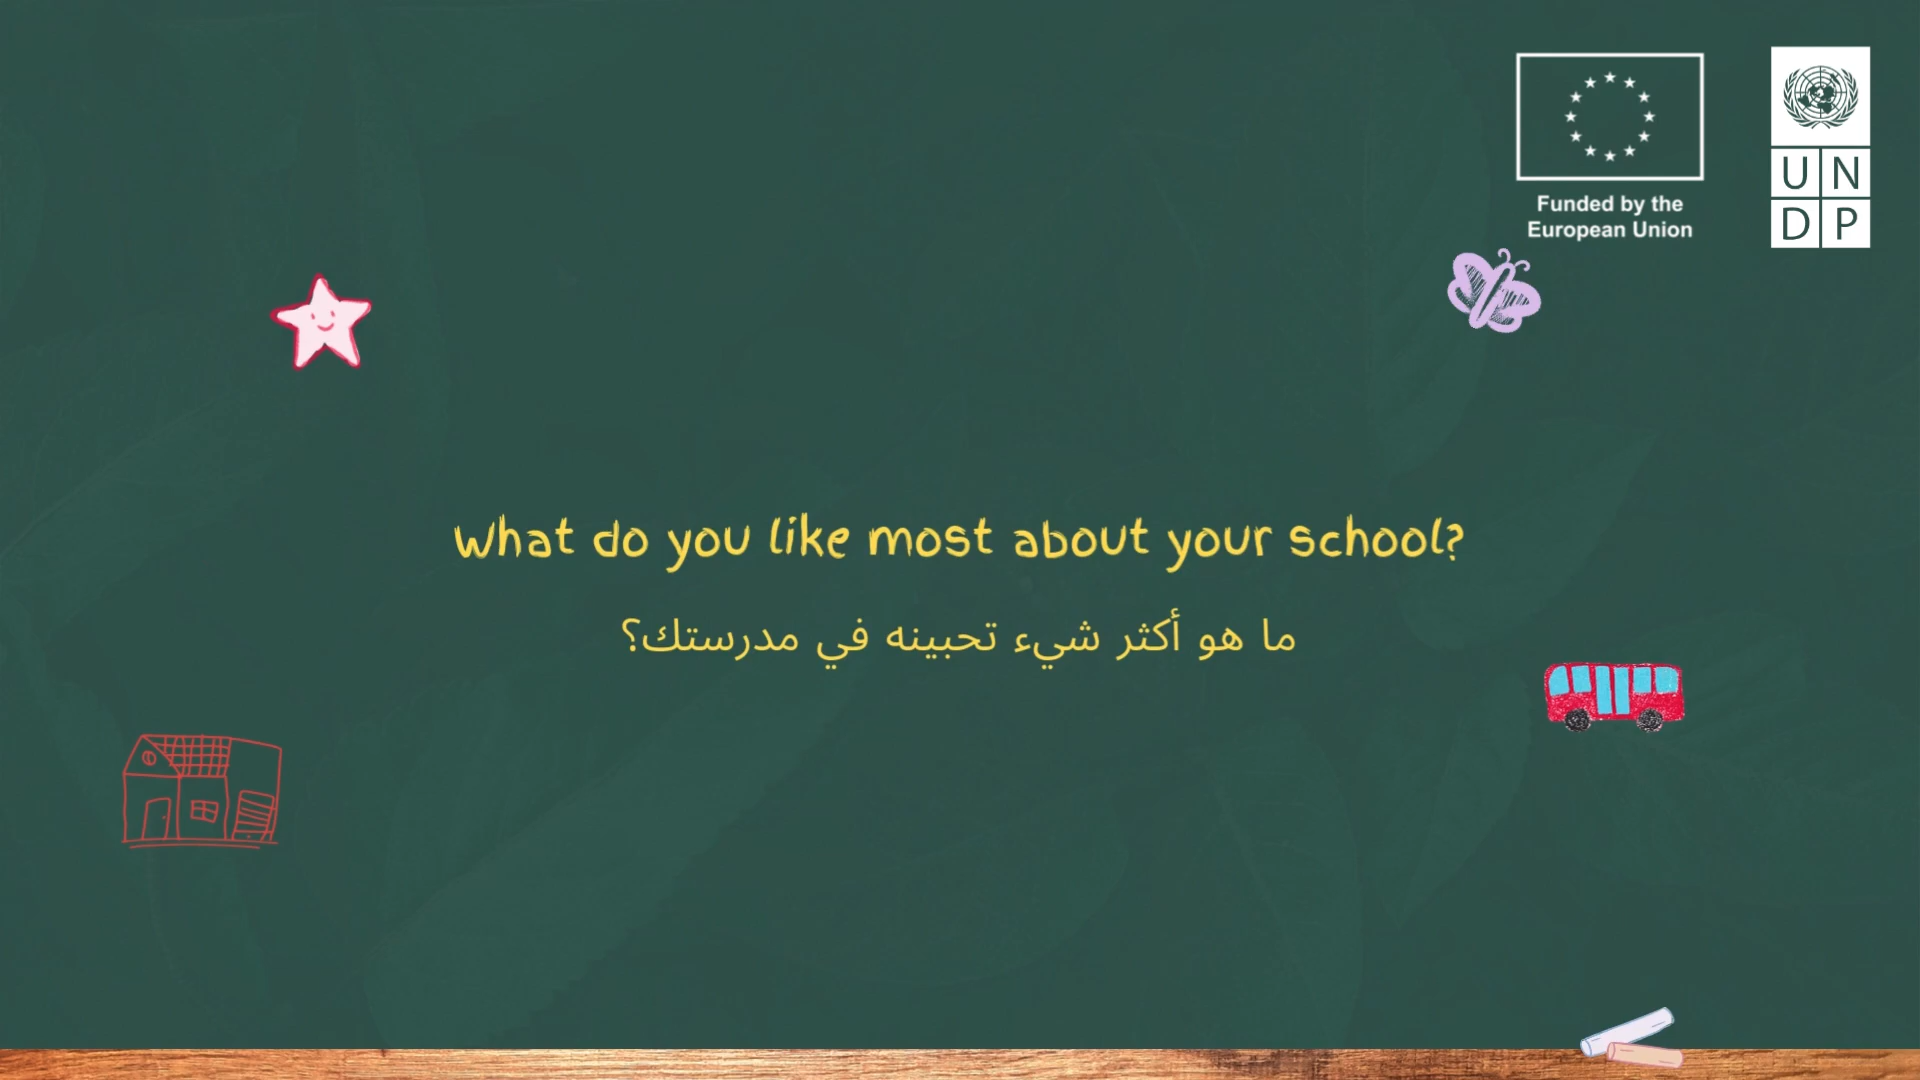 Funded by the
European Union
U N
D P
What do you like most about your school?
ما هو أكثر شيء تحبينه في مدرستك؟